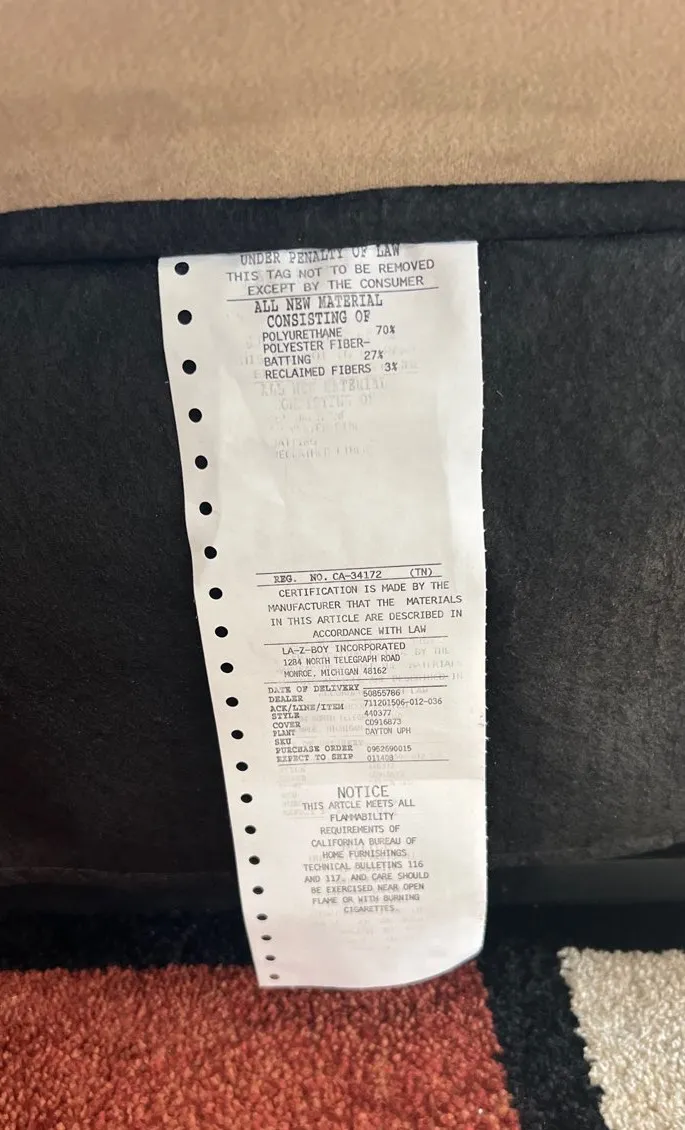 UNDER PENALTY OF LAW
THIS TAG NOT TO BE REMOVED
EXCEPT BY THE CONSUMER
ALL NEW MATERIAL
CONSISTING OF
POLYURETHANE 70%
POLYESTER FIBER-
BATTING 27%
RECLAIMED FIBERS 3%
REG. NO. CA-34172 (TN)
CERTIFICATION IS MADE BY THE
MANUFACTURER THAT THE MATERIALS
IN THIS ARTICLE ARE DESCRIBED IN
ACCORDANCE WITH LAW
LA-Z-BOY INCORPORATED
1284 NORTH TELEGRAPH ROAD
MONROE, MICHIGAN 48162
DATE OF DELIVERY
DEALER 50855786
ACK/LINE/ITEM 711201506-012-036
STYLE 440377
COVER CD916873
PLANT DAYTON UPH
SKU
PURCHASE ORDER 0962690015
EXPECT TO SHIP 011408
NOTICE
THIS ARTCLE MEETS ALL
FLAMMABILITY
REQUIREMENTS OF
CALIFORNIA BUREAU OF
HOME FURNISHINGS
TECHNICAL BULLETINS 116
AND 117. AND CARE SHOULD
BE EXERCISED NEAR OPEN
FLAME OR WITH BURNING
CIGARETTES.